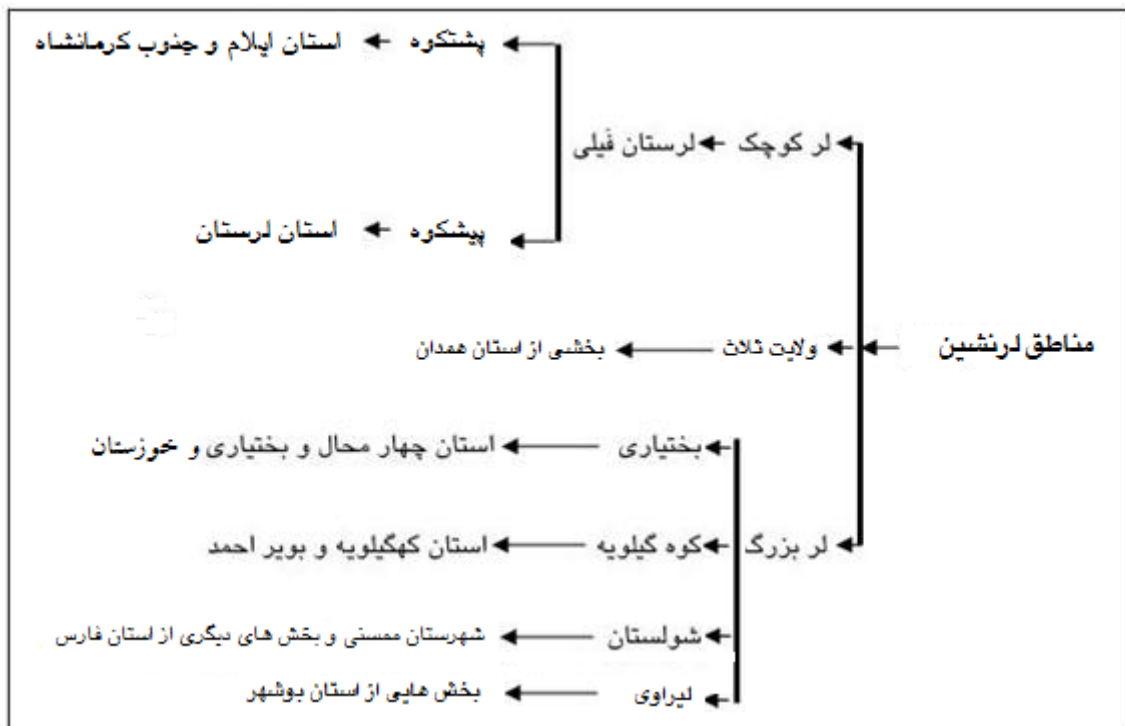 پشتکوه
استان ایلام و جنوب کرمانشاه
لر کوچک
لرستان فَیلی
پیشکوه
استان لرستان
مناطق لرنشین
ولایت ثلاث
بخشی از استان همدان
بختیاری
استان چهار محال و بختیاری و خوزستان
لر بزرگ
کوه گیلویه
استان کهگیلویه و بویر احمد
شولستان
شهرستان ممسنی و بخش های دیگری از استان فارس
لیراوی
بخش هایی از استان بوشهر